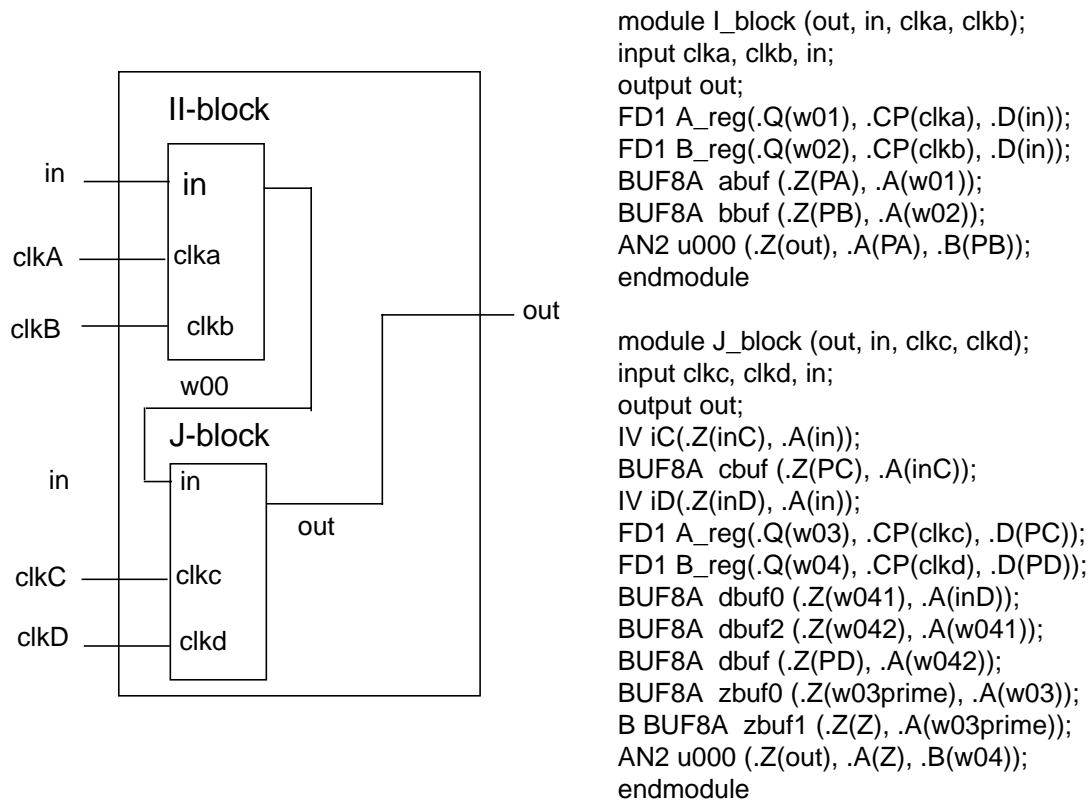 II-block
in
in
clkA
clka
clkB
clkb
out
w00
J-block
in
in
out
clkC
clkc
clkD
clkd
module I_block (out, in, clka, clkb);
input clka, clkb, in;
output out;
FD1 A_reg(.Q(w01), .CP(clka), .D(in));
FD1 B_reg(.Q(w02), .CP(clkb), .D(in));
BUF8A abuf (.Z(PA), .A(w01));
BUF8A bbuf (.Z(PB), .A(w02));
AN2 u000 (.Z(out), .A(PA), .B(PB));
endmodule
module J_block (out, in, clkc, clkd);
input clkc, clkd, in;
output out;
IV iC(.Z(inC), .A(in));
BUF8A cbuf (.Z(PC), .A(inC));
IV iD(.Z(inD), .A(in));
FD1 A_reg(.Q(w03), .CP(clkc), .D(PC));
FD1 B_reg(.Q(w04), .CP(clkd), .D(PD));
BUF8A dbuf0 (.Z(w041), .A(inD));
BUF8A dbuf2 (.Z(w042), .A(w041));
BUF8A dbuf (.Z(PD), .A(w042));
BUF8A zbuf0 (.Z(w03prime), .A(w03));
B BUF8A zbuf1 (.Z(Z), .A(w03prime));
AN2 u000 (.Z(out), .A(Z), .B(w04));
endmodule